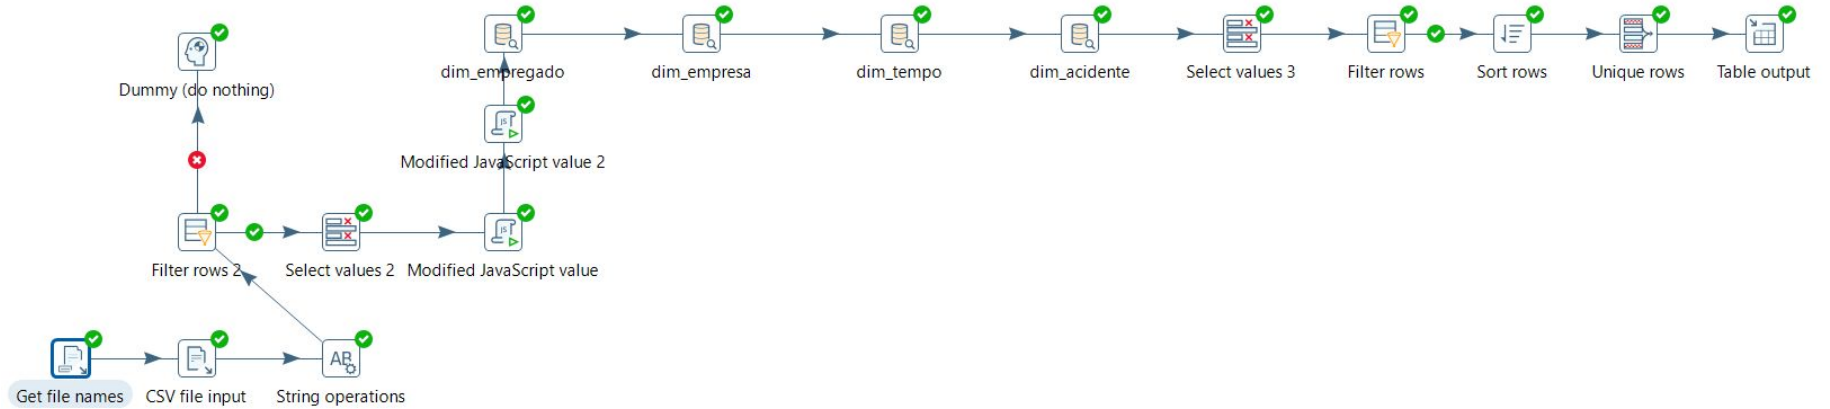 dim_empregado
dim_empresa
dim_tempo
dim_acidente
Select values 3
Filter rows
Sort rows
Unique rows
Table output
Dummy (do nothing)
Modified JavaScript value 2
Filter rows 2
Select values 2
Modified JavaScript value
Get file names
CSV file input
String operations